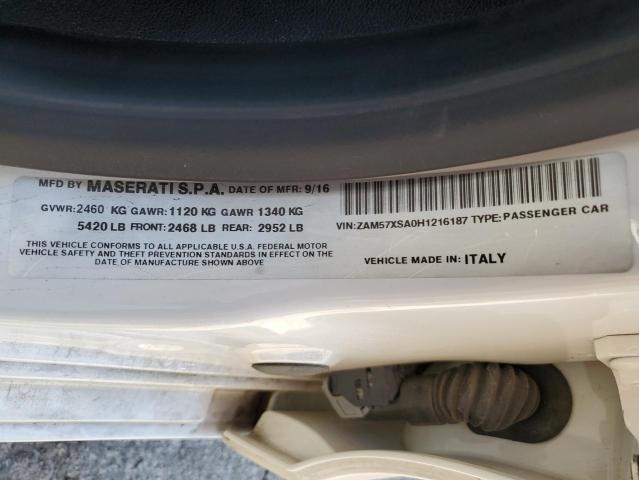 MFD BY MASERATI S.P.A. DATE OF MFR: 9/16
GVWR:2460 KG GAWR:1120 KG GAWR 1340 KG
5420 LB FRONT:2468 LB REAR: 2952 LB
THIS VEHICLE CONFORMS TO ALL APPLICABLE U.S.A. FEDERAL MOTOR
VEHICLE SAFETY AND THEFT PREVENTION STANDARDS IN EFFECT ON THE
DATE OF MANUFACTURE SHOWN ABOVE
VIN:ZAM57XSA0H1216187 TYPE: PASSENGER CAR
VEHICLE MADE IN: ITALY